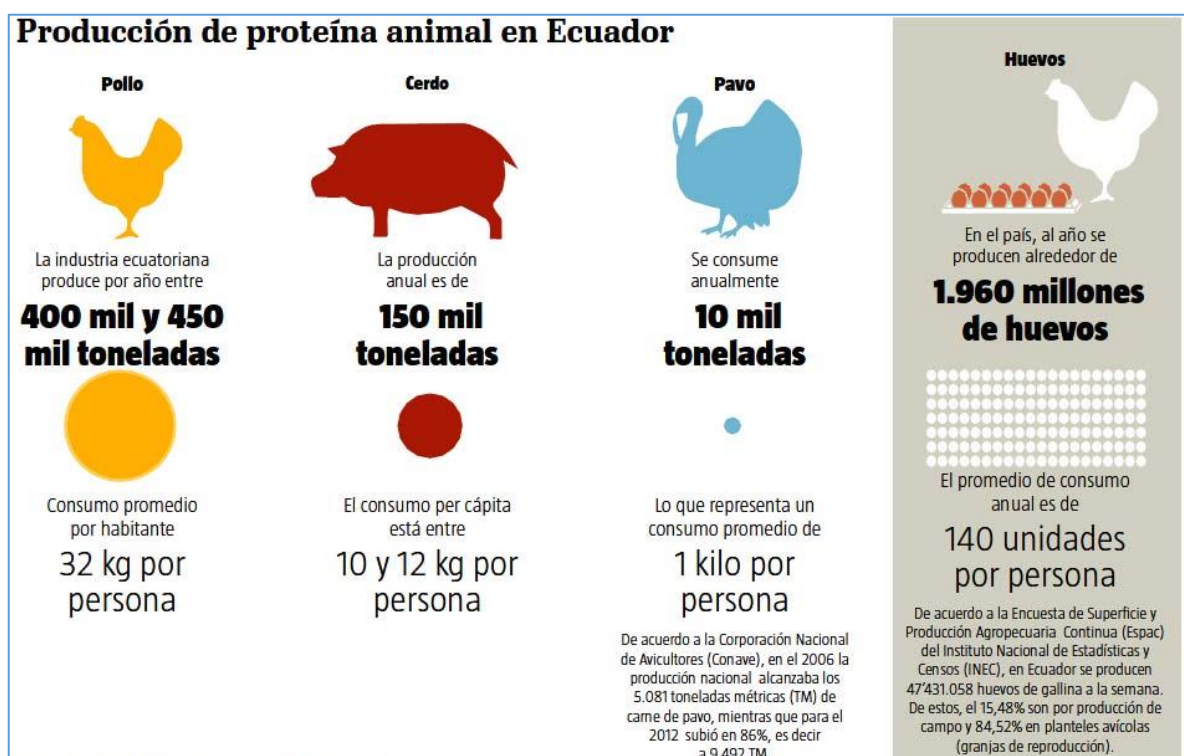 Producción de proteína animal en Ecuador
Pollo
La industria ecuatoriana
produce por año entre
400 mil y 450
mil toneladas
Consumo promedio
por habitante
32 kg por
persona
Cerdo
La producción
anual es de
150 mil
toneladas
El consumo per cápita
está entre
10 y 12 kg por
persona
Pavo
Se consume
anualmente
10 mil
toneladas
Lo que representa un
consumo promedio de
1 kilo por
persona
De acuerdo a la Corporación Nacional
de Avicultores (Conave), en el 2006 la
producción nacional alcanzaba los
5.081 toneladas métricas (TM) de
carne de pavo, mientras que para el
2012 subió en 86%, es decir
a 9.492 TM
Huevos
En el país, al año se
producen alrededor de
1.960 millones
de huevos
El promedio de consumo
anual es de
140 unidades
por persona
De acuerdo a la Encuesta de Superficie y
Producción Agropecuaria Continua (Espac)
del Instituto Nacional de Estadísticas y
Censos (INEC), en Ecuador se producen
47'431.058 huevos de gallina a la semana.
De estos, el 15,48% son por producción de
campo y 84,52% en planteles avícolas
(granjas de reproducción).